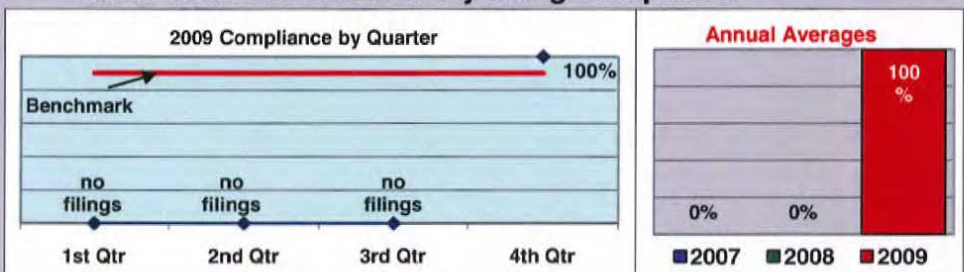 2009 Compliance by Quarter
100%
Benchmark
no filings
no filings
no filings
1st Qtr
2nd Qtr
3rd Qtr
4th Qtr
Annual Averages
100
%
0%
0%
2007
2008
2009